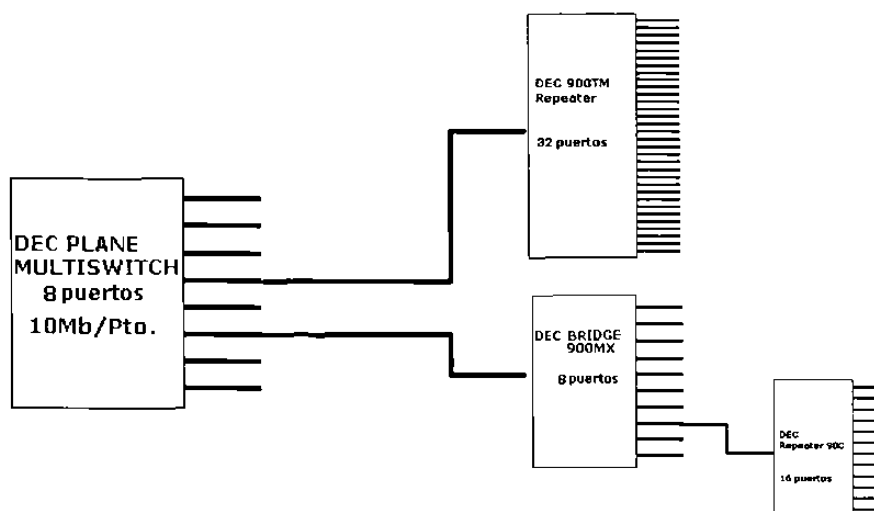 DEC 900TM
Repeater
32 puertos
DEC PLANE
MULTISWITCH
8 puertos
10Mb/Pto.
DEC BRIDGE
900MX
8 puertos
DEC
Repeater 90C
16 puertos